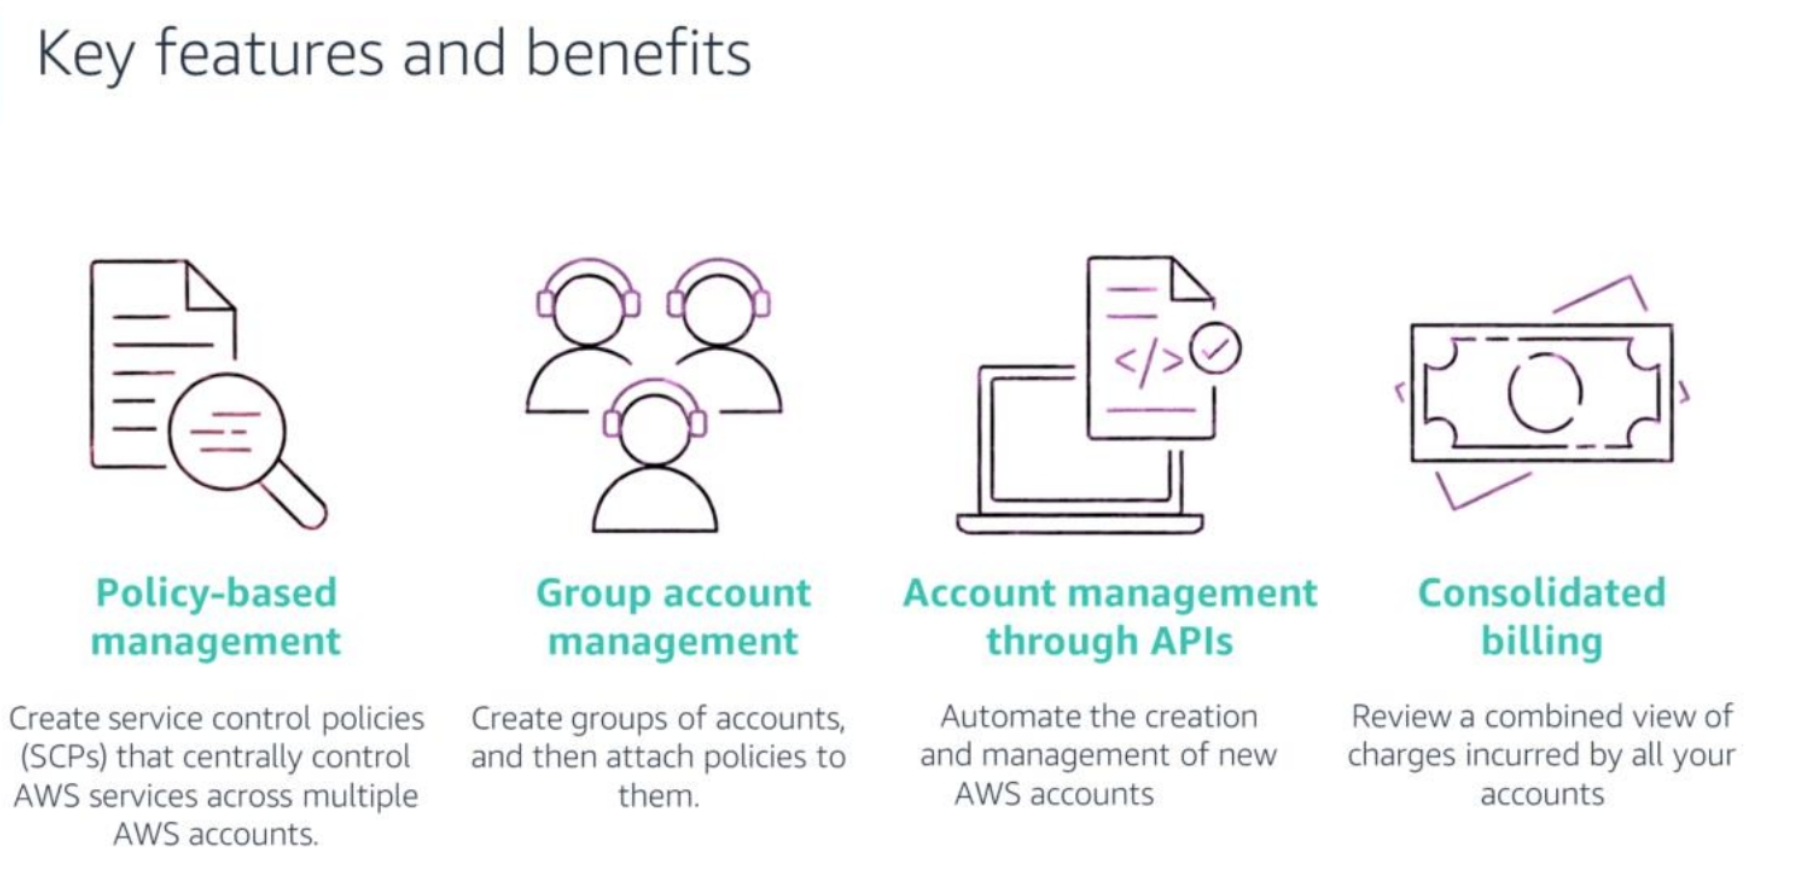 Key features and benefits
</>
Policy-based
management
Group account
management
Account management
through APIs
Consolidated
billing
Create service control policies
(SCPs) that centrally control
AWS services across multiple
AWS accounts.
Create groups of accounts,
and then attach policies to
them.
Automate the creation
and management of new
AWS accounts
Review a combined view of
charges incurred by all your
accounts